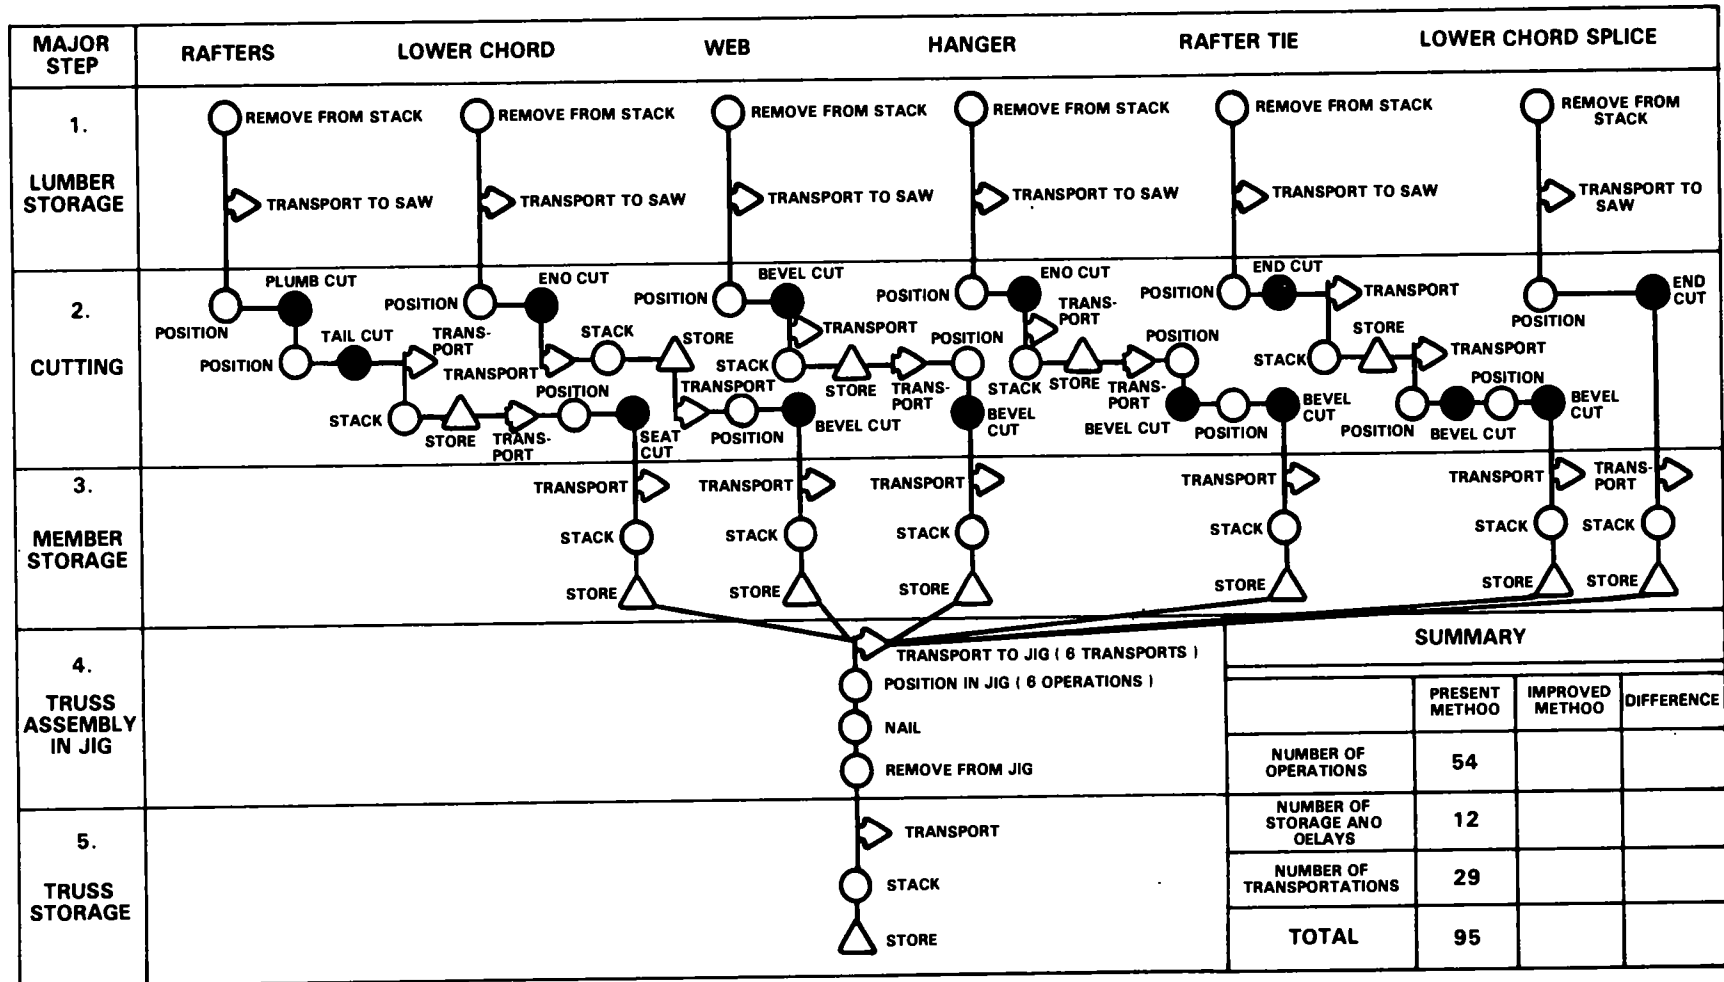 MAJOR
STEP
RAFTERS
LOWER CHORD
WEB
HANGER
RAFTER TIE
LOWER CHORD SPLICE
1.
LUMBER
STORAGE
REMOVE FROM STACK
REMOVE FROM STACK
REMOVE FROM STACK
REMOVE FROM STACK
REMOVE FROM STACK
REMOVE FROM
STACK
TRANSPORT TO SAW
TRANSPORT TO SAW
TRANSPORT TO SAW
TRANSPORT TO SAW
TRANSPORT TO SAW
TRANSPORT TO
SAW
2.
CUTTING
PLUMB CUT
POSITION
TAIL CUT
POSITION
TRANS-
PORT
STACK
STORE
TRANS-
PORT
POSITION
SEAT
CUT
POSITION
ENO CUT
TRANSPORT
STACK
STORE
TRANSPORT
POSITION
BEVEL CUT
POSITION
BEVEL CUT
TRANSPORT
STACK
STORE
TRANS-
PORT
POSITION
BEVEL
CUT
POSITION
ENO CUT
TRANS-
PORT
STACK
STORE
TRANS-
PORT
POSITION
BEVEL CUT
POSITION
BEVEL
CUT
POSITION
END CUT
TRANSPORT
STACK
STORE
TRANSPORT
POSITION
BEVEL CUT
POSITION
BEVEL
CUT
POSITION
END
CUT
3.
MEMBER
STORAGE
TRANSPORT
TRANSPORT
TRANSPORT
TRANSPORT
TRANSPORT
TRANS-
PORT
STACK
STACK
STACK
STACK
STACK
STACK
STORE
STORE
STORE
STORE
STORE
STORE
4.
TRUSS
ASSEMBLY
IN JIG
TRANSPORT TO JIG ( 6 TRANSPORTS )
POSITION IN JIG ( 6 OPERATIONS )
NAIL
REMOVE FROM JIG
5.
TRUSS
STORAGE
TRANSPORT
STACK
STORE
SUMMARY
PRESENT
METHOO
IMPROVED
METHOO
DIFFERENCE
NUMBER OF
OPERATIONS
54
NUMBER OF
STORAGE ANO
OELAYS
12
NUMBER OF
TRANSPORTATIONS
29
TOTAL
95